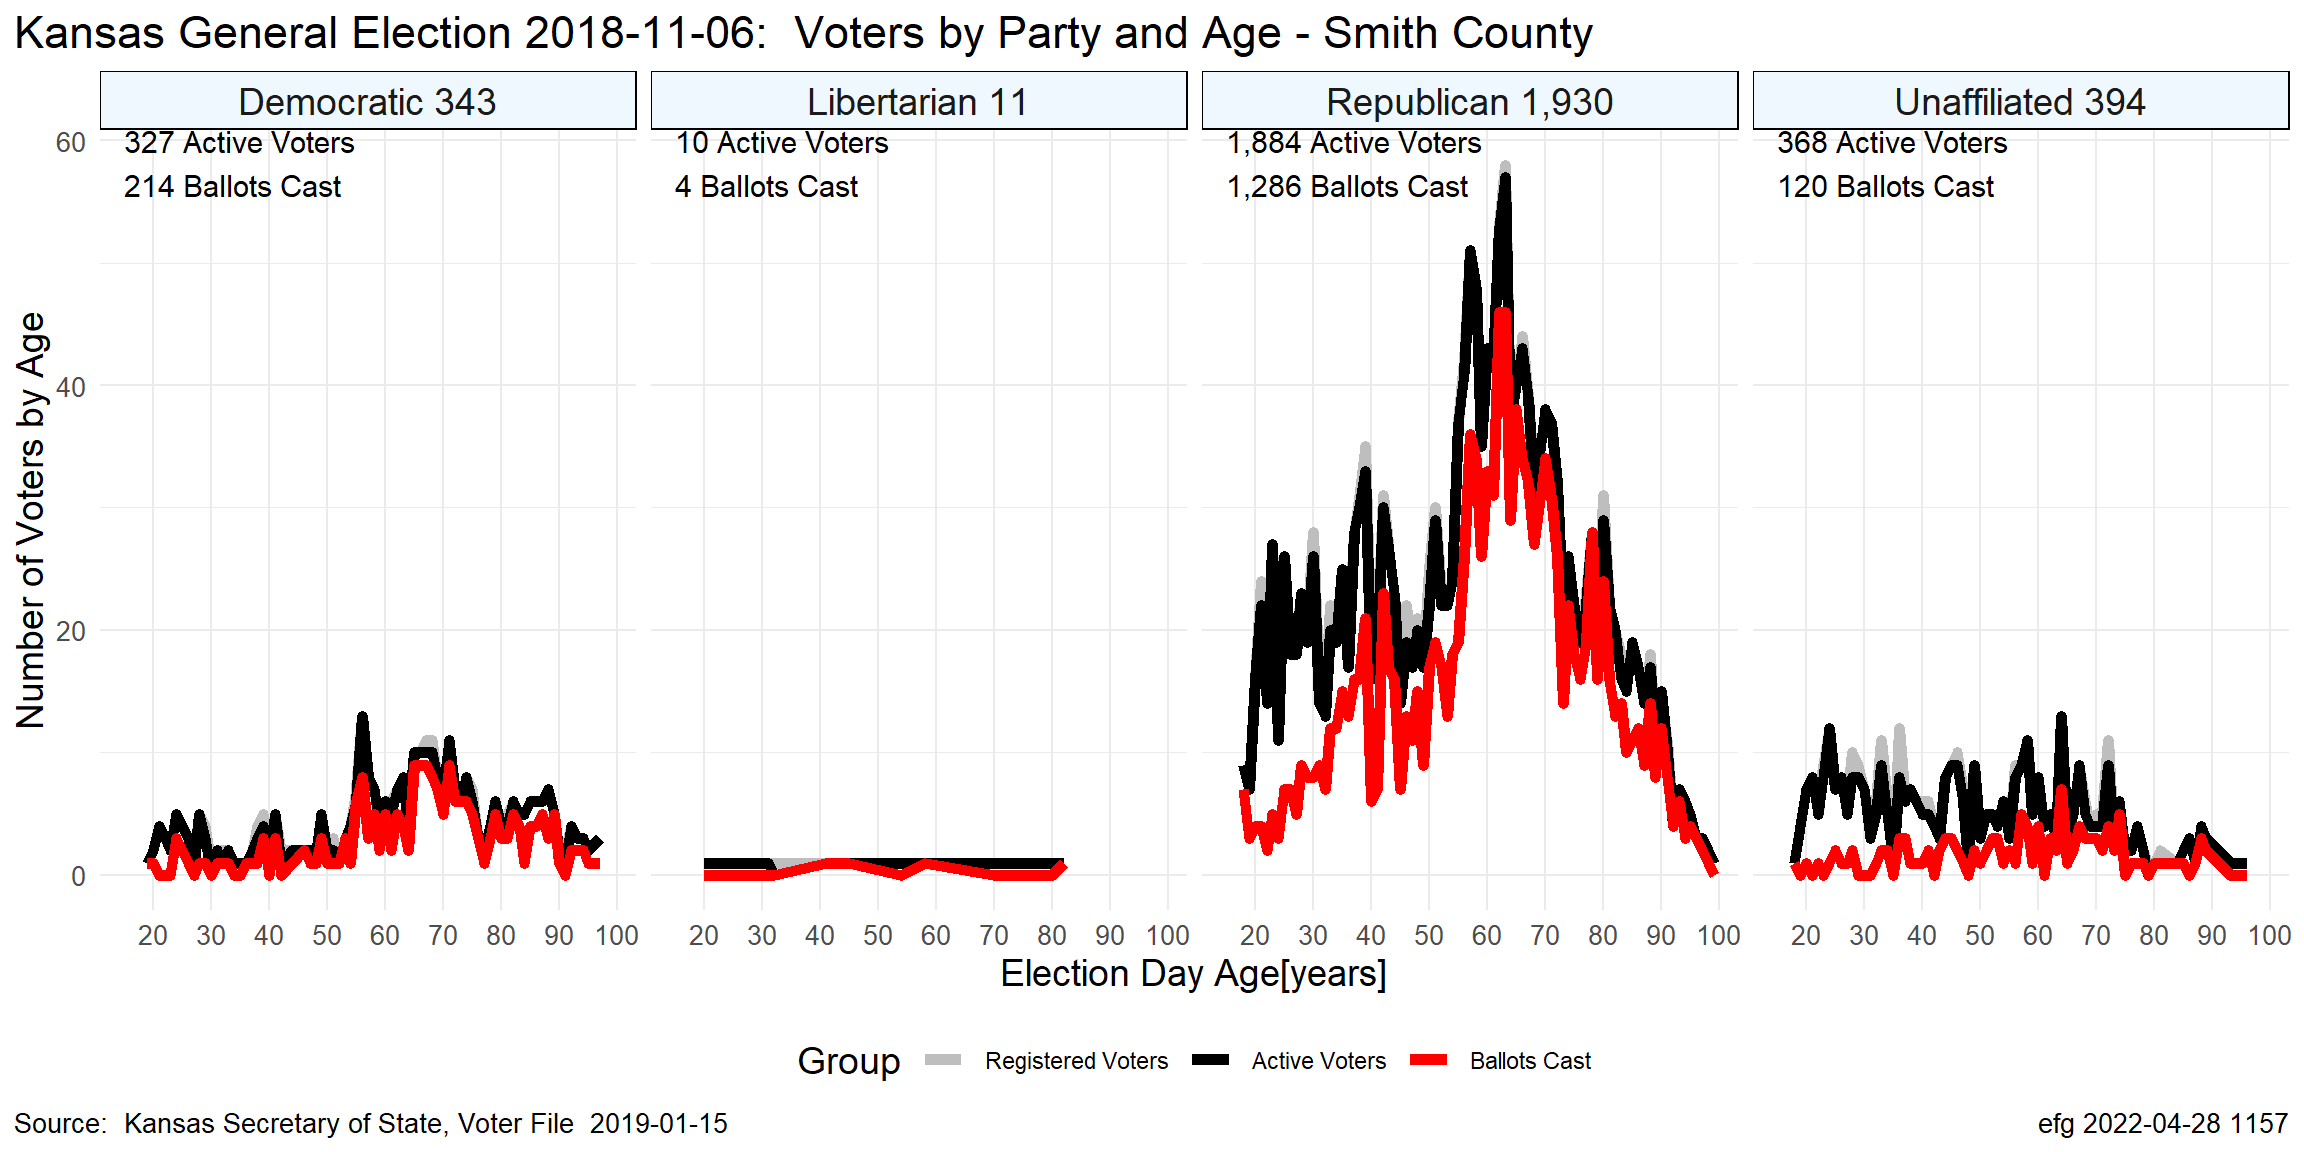 Kansas General Election 2018-11-06:  Voters by Party and Age - Smith County
Democratic 343
Libertarian 11
Republican 1,930
Unaffiliated 394
327 Active Voters
214 Ballots Cast
10 Active Voters
4 Ballots Cast
1,884 Active Voters
1,286 Ballots Cast
368 Active Voters
120 Ballots Cast
Number of Voters by Age
60
40
20
0
20 30 40 50 60 70 80 90 100
20 30 40 50 60 70 80 90 100
20 30 40 50 60 70 80 90 100
20 30 40 50 60 70 80 90 100
Election Day Age[years]
Group Registered Voters Active Voters Ballots Cast
Source:  Kansas Secretary of State, Voter File  2019-01-15
efg 2022-04-28 1157